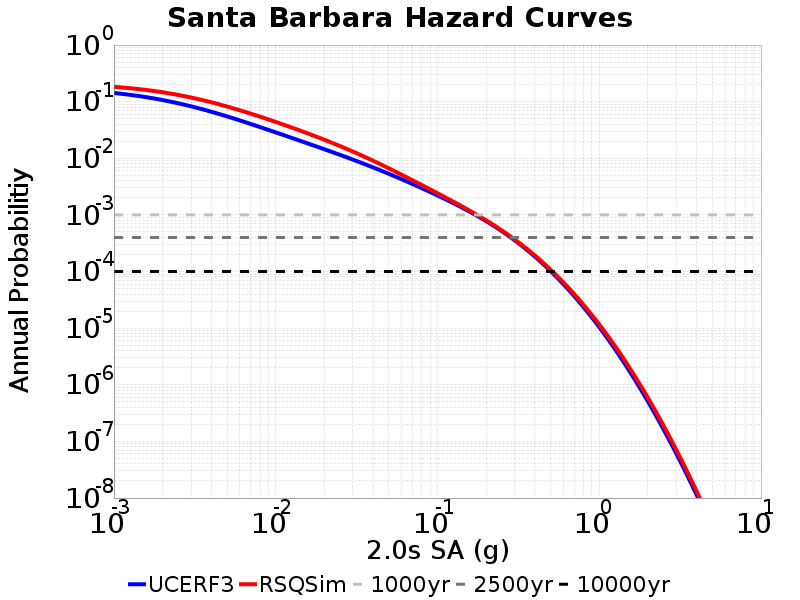 Santa Barbara Hazard Curves
Annual Probabilitiy
10^0
10^-1
10^-2
10^-3
10^-4
10^-5
10^-6
10^-7
10^-8
10^-3 10^-2 10^-1 10^0 10^1
2.0s SA (g)
UCERF3 RSQSim 1000yr 2500yr 10000yr